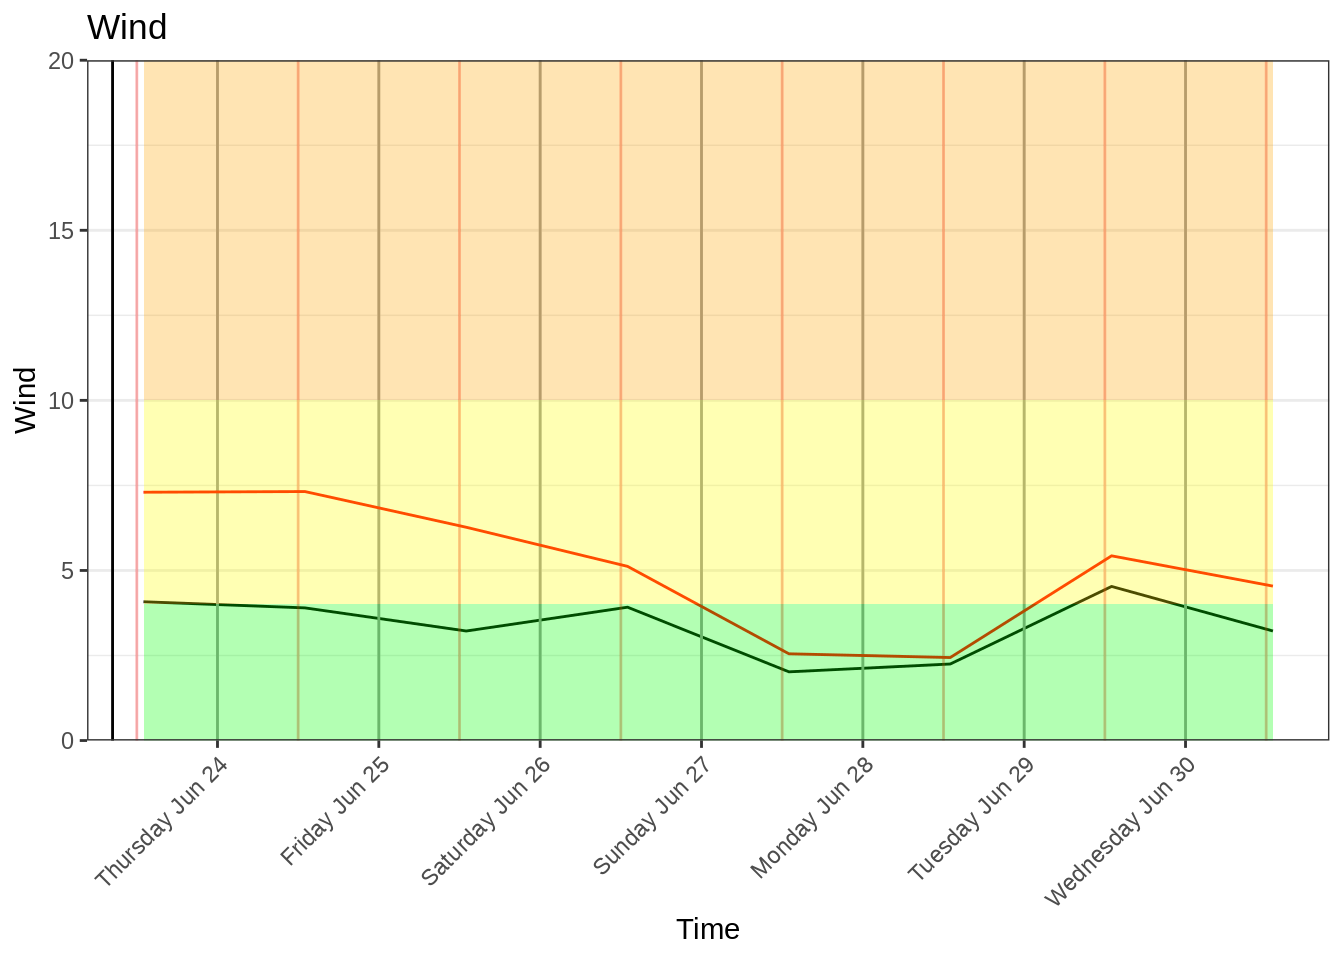 Wind
20
15
10
5
0
Wind
Thursday Jun 24
Friday Jun 25
Saturday Jun 26
Sunday Jun 27
Monday Jun 28
Tuesday Jun 29
Wednesday Jun 30
Time